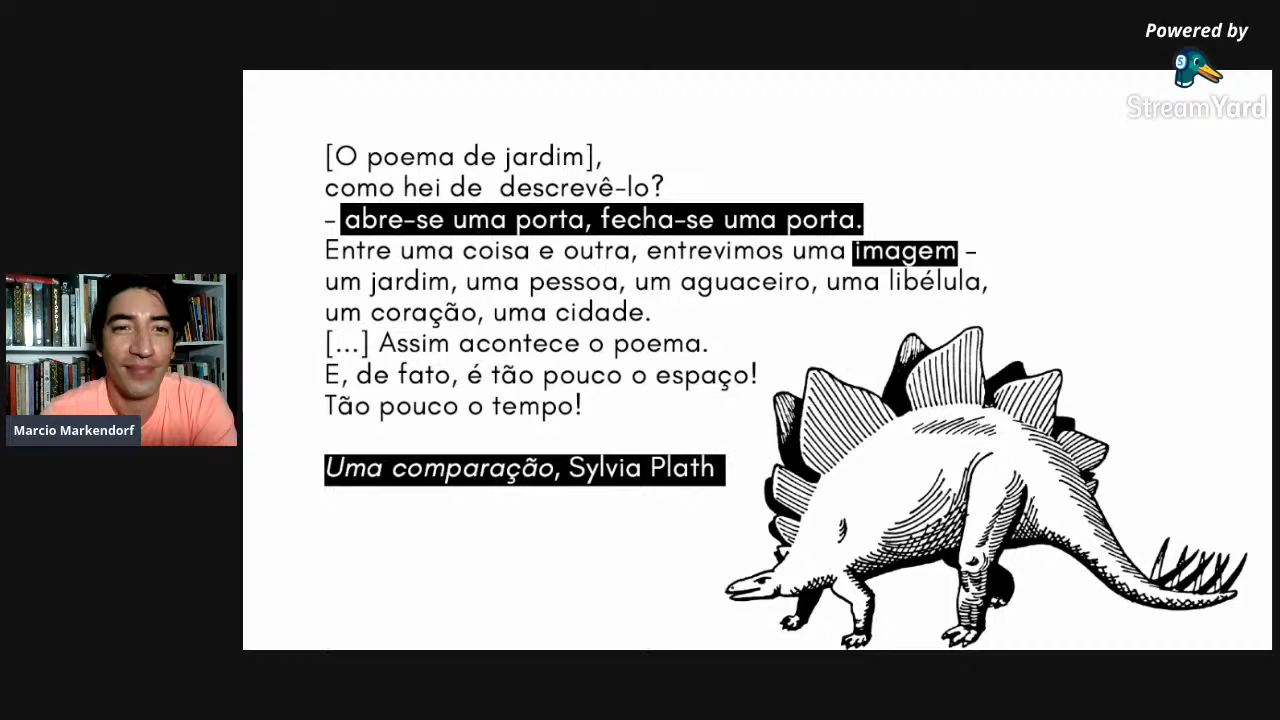 Powered by
S
StreamYard
[O poema de jardim],
como hei de descrevê-lo?
- abre-se uma porta, fecha-se uma porta.
Entre uma coisa e outra, entrevimos uma imagem -
um jardim, uma pessoa, um aguaceiro, uma libélula,
um coração, uma cidade.
[...] Assim acontece o poema.
E, de fato, é tão pouco o espaço!
Tão pouco o tempo!
Uma comparação, Sylvia Plath
Marcio Markendorf